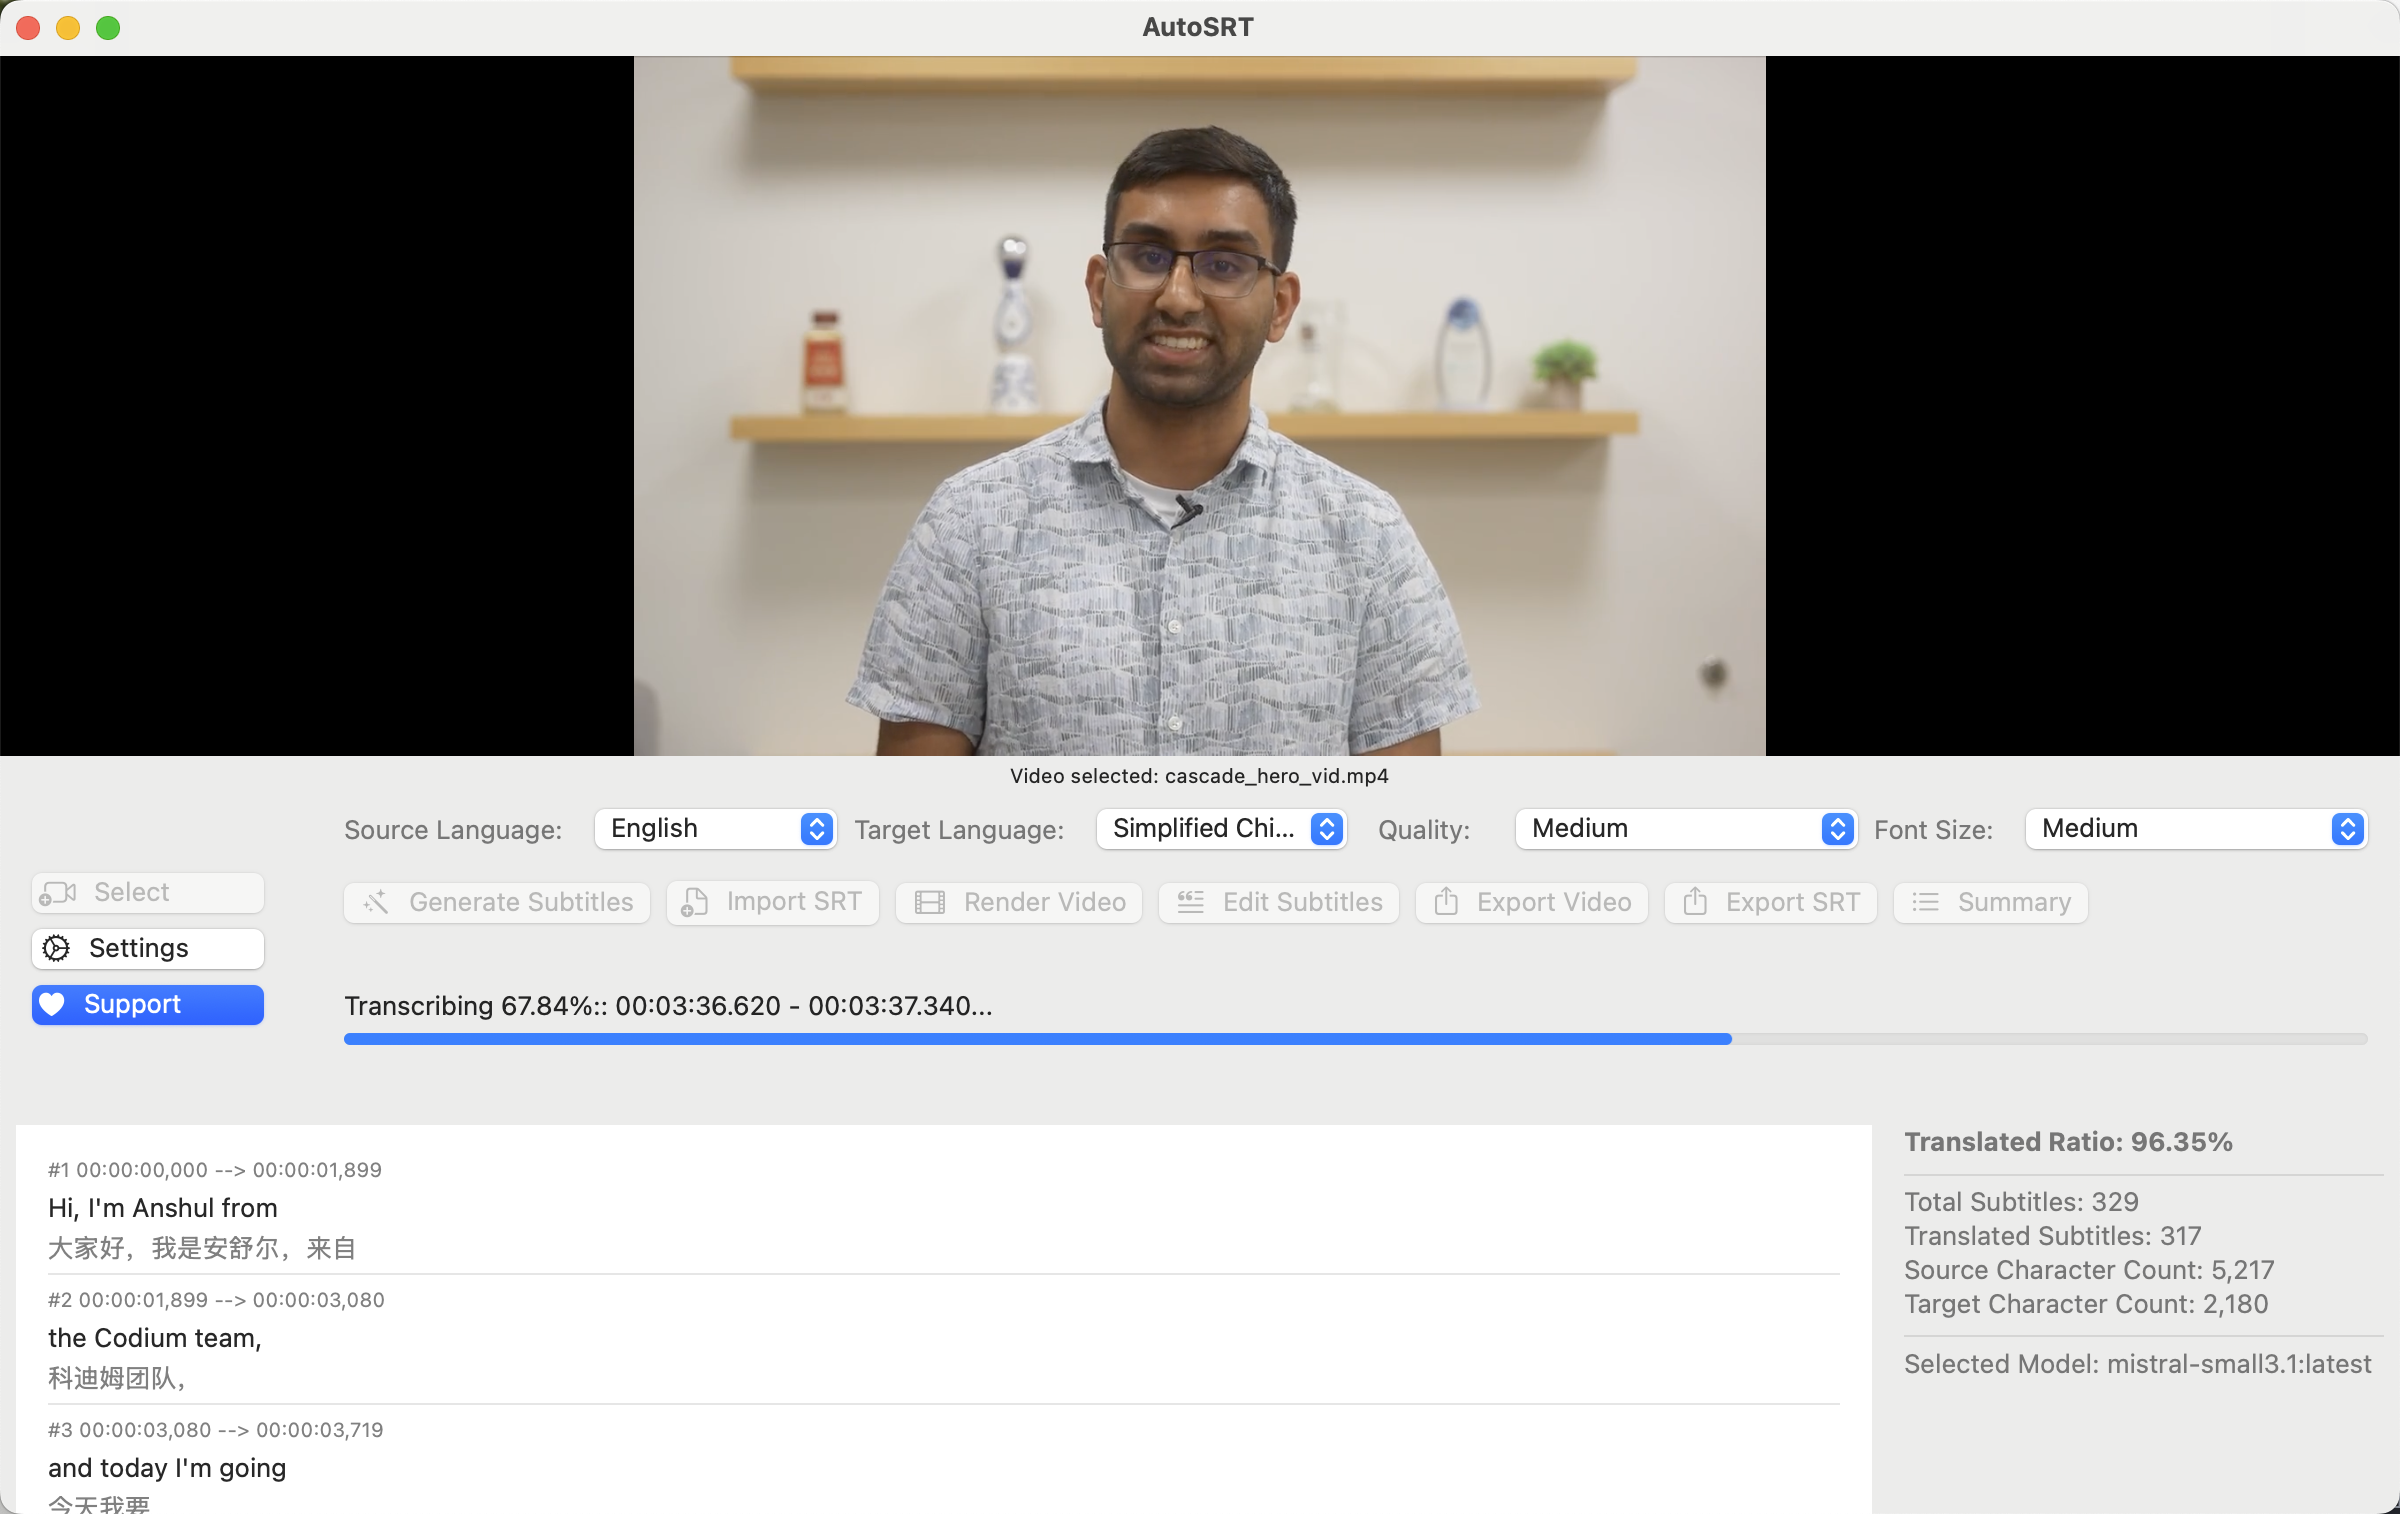 AutoSRT
Video selected: cascade_hero_vid.mp4
Source Language: English Target Language: Simplified Chi... Quality: Medium Font Size: Medium
Select
Generate Subtitles Import SRT Render Video Edit Subtitles Export Video Export SRT Summary
Settings
Support
Transcribing 67.84%:: 00:03:36.620 - 00:03:37.340...
#1 00:00:00,000 --> 00:00:01,899
Hi, I'm Anshul from
大家好，我是安舒尔，来自
#2 00:00:01,899 --> 00:00:03,080
the Codium team,
科迪姆团队，
#3 00:00:03,080 --> 00:00:03,719
and today I'm going
今天我要
Translated Ratio: 96.35%
Total Subtitles: 329
Translated Subtitles: 317
Source Character Count: 5,217
Target Character Count: 2,180
Selected Model: mistral-small3.1:latest